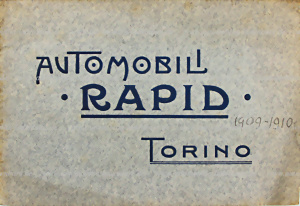 AUTOMOBILI
· RAPID ·
1909-1910
TORINO